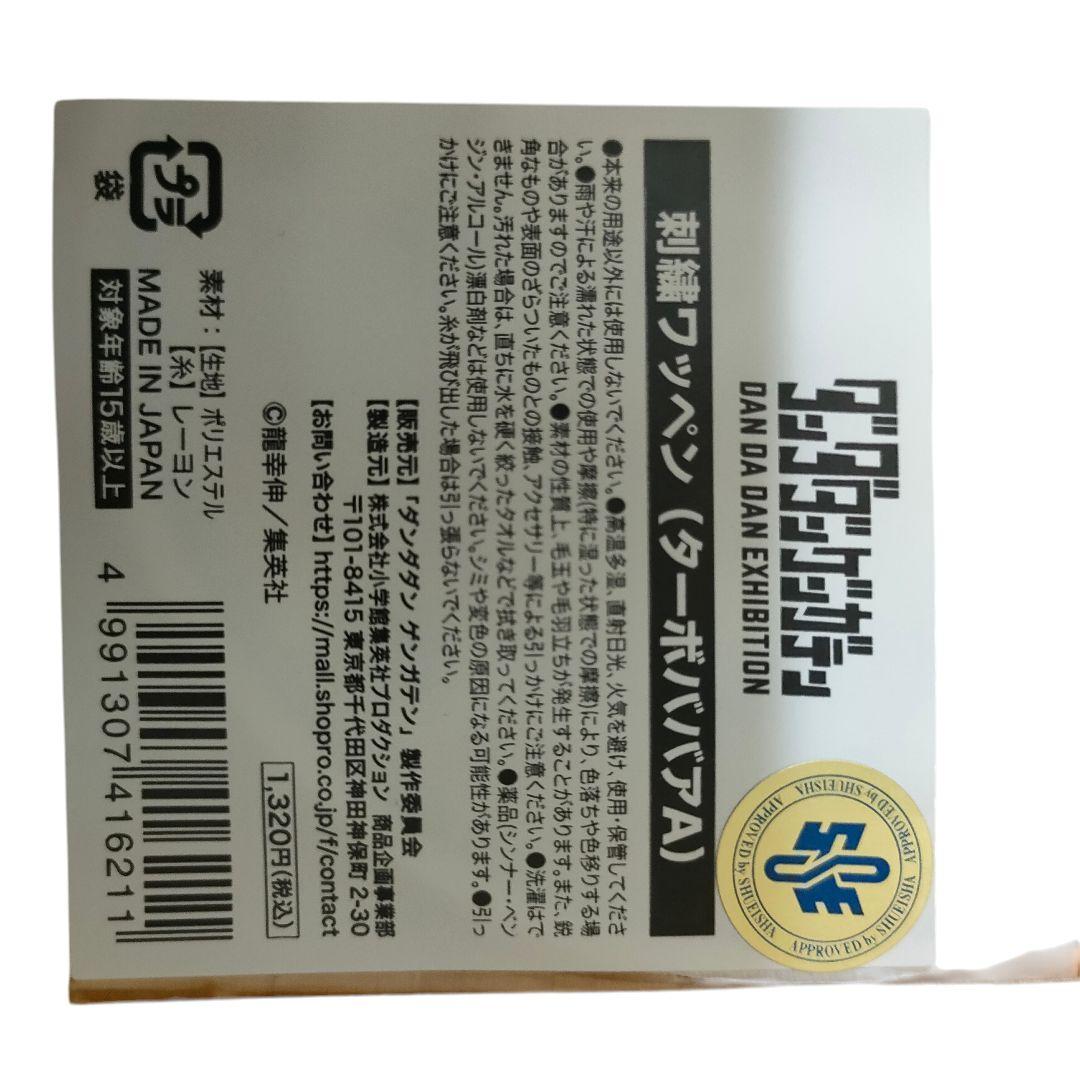 ダンダダン
ゲンガテン
DAN DA DAN EXHIBITION
APPROVED by SHUEISHA APPROVED by SHUEISHA APPROVED by SHUEISHA
刺繍ワッペン(ターボババアA)
●本来の用途以外には使用しないでください。●高温多湿、直射日光、火気を避け、使用・保管してくださ
い。●雨や汗による濡れた状態での使用や摩擦(特に湿った状態での摩擦)により、色落ちや色移りする場
合がありますのでご注意ください。●素材の性質上、毛玉や毛羽立ちが発生することがあります。また、鋭
角なものや表面のざらついたものとの接触、アクセサリー等による引っかけにご注意ください。●洗濯はで
きません。汚れた場合は、直ちに水を硬く絞ったタオルなどで拭き取ってください。●薬品(シンナー・ベン
ジン・アルコール)漂白剤などは使用しないでください。シミや変色の原因になる可能性があります。●引っ
かけにご注意ください。糸が飛び出した場合は引っ張らないでください。
【販売元】「ダンダダン ゲンガテン」製作委員会
【製造元】株式会社小学館集英社プロダクション 商品企画事業部
〒101-8415 東京都千代田区神田神保町 2-30
【お問い合わせ】https://mall.shopro.co.jp/f/contact
©龍幸伸/集英社
1,320円(税込)
プラ
袋
素材:【生地】ポリエステル
【糸】レーヨン
MADE IN JAPAN
対象年齢15歳以上
4 991307 416211